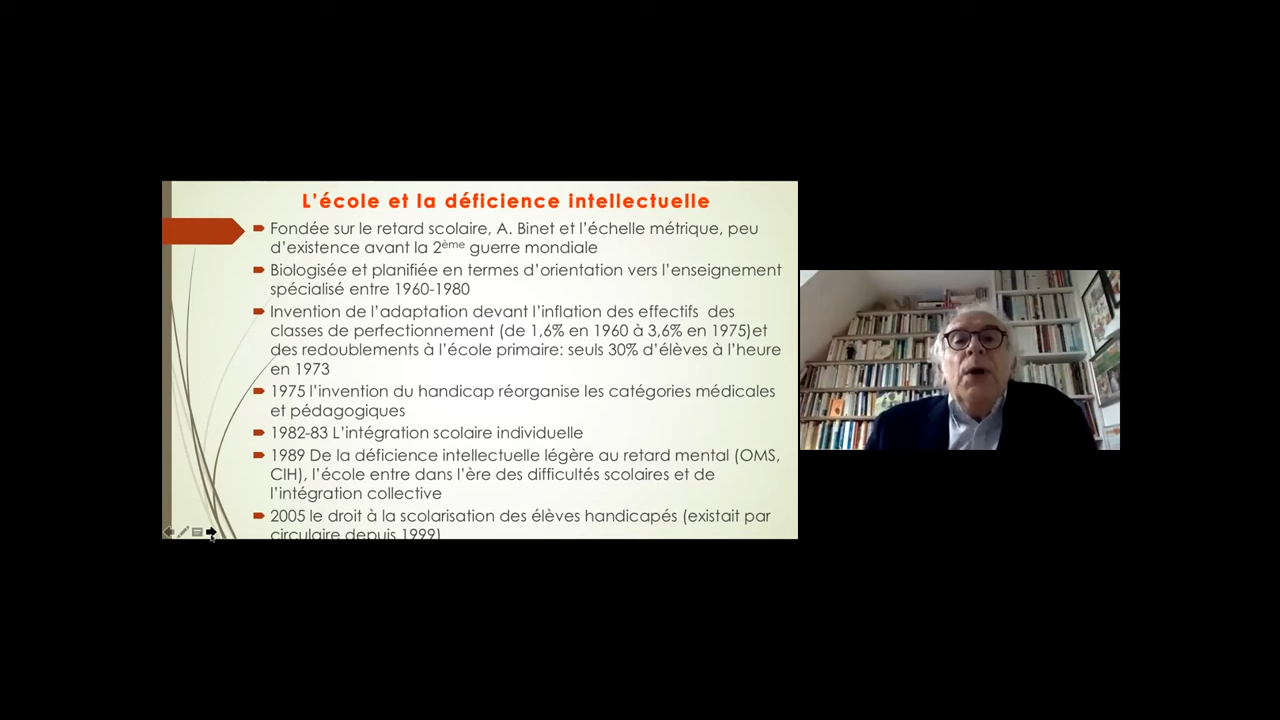 L'école et la déficience intellectuelle
Fondée sur le retard scolaire, A. Binet et l'échelle métrique, peu
d'existence avant la 2ème guerre mondiale
Biologisée et planifiée en termes d'orientation vers l'enseignement
spécialisé entre 1960-1980
Invention de l'adaptation devant l'inflation des effectifs des
classes de perfectionnement (de 1,6% en 1960 à 3,6% en 1975)et
des redoublements à l'école primaire: seuls 30% d'élèves à l'heure
en 1973
1975 l'invention du handicap réorganise les catégories médicales
et pédagogiques
1982-83 L'intégration scolaire individuelle
1989 De la déficience intellectuelle légère au retard mental (OMS,
CIH), l'école entre dans l'ère des difficultés scolaires et de
l'intégration collective
2005 le droit à la scolarisation des élèves handicapés (existait par
circulaire depuis 1999)